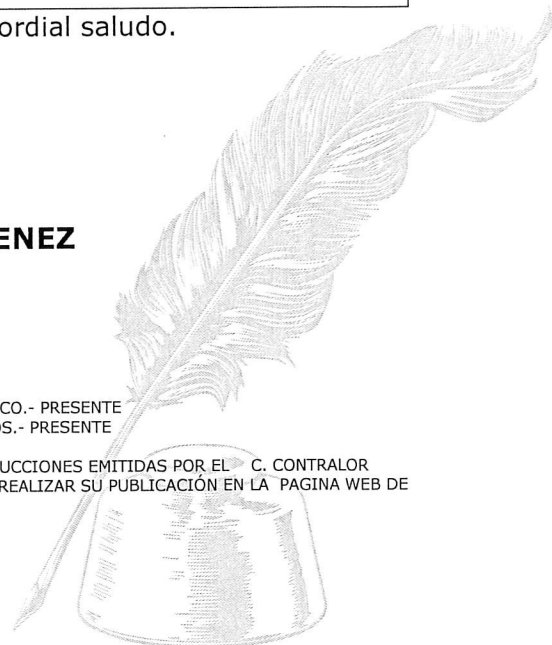 ordial saludo.
ENEZ
CO.- PRESENTE
OS.- PRESENTE
UCCIONES EMITIDAS POR EL C. CONTRALOR
REALIZAR SU PUBLICACIÓN EN LA PAGINA WEB DE